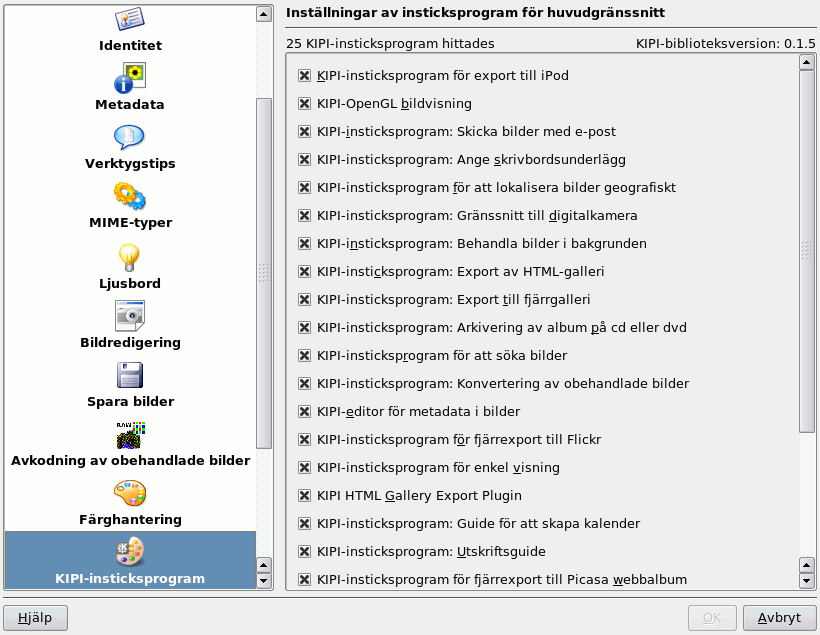 Identitet
Metadata
Verktygstips
MIME-typer
Ljusbord
Bildredigering
Spara bilder
RAW
Avkodning av obehandlade bilder
Färghantering
KIPI-insticksprogram
Inställningar av insticksprogram för huvudgränssnitt
25 KIPI-insticksprogram hittades
KIPI-biblioteksversion: 0.1.5
KIPI-insticksprogram för export till iPod
KIPI-OpenGL bildvisning
KIPI-insticksprogram: Skicka bilder med e-post
KIPI-insticksprogram: Ange skrivbordsunderlägg
KIPI-insticksprogram för att lokalisera bilder geografiskt
KIPI-insticksprogram: Gränssnitt till digitalkamera
KIPI-insticksprogram: Behandla bilder i bakgrunden
KIPI-insticksprogram: Export av HTML-galleri
KIPI-insticksprogram: Export till fjärrgalleri
KIPI-insticksprogram: Arkivering av album på cd eller dvd
KIPI-insticksprogram för att söka bilder
KIPI-insticksprogram: Konvertering av obehandlade bilder
KIPI-editor för metadata i bilder
KIPI-insticksprogram för fjärrexport till Flickr
KIPI-insticksprogram för enkel visning
KIPI HTML Gallery Export Plugin
KIPI-insticksprogram: Guide för att skapa kalender
KIPI-insticksprogram: Utskriftsguide
KIPI-insticksprogram för fjärrexport till Picasa webbalbum
Hjälp
OK
Avbryt